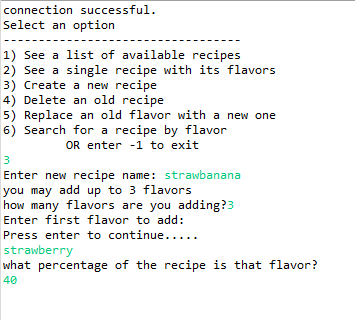 connection successful.
Select an option
----------------------------------
1) See a list of available recipes
2) See a single recipe with its flavors
3) Create a new recipe
4) Delete an old recipe
5) Replace an old flavor with a new one
6) Search for a recipe by flavor
OR enter -1 to exit
3
Enter new recipe name: strawbanana
you may add up to 3 flavors
how many flavors are you adding?3
Enter first flavor to add:
Press enter to continue.....
strawberry
what percentage of the recipe is that flavor?
40